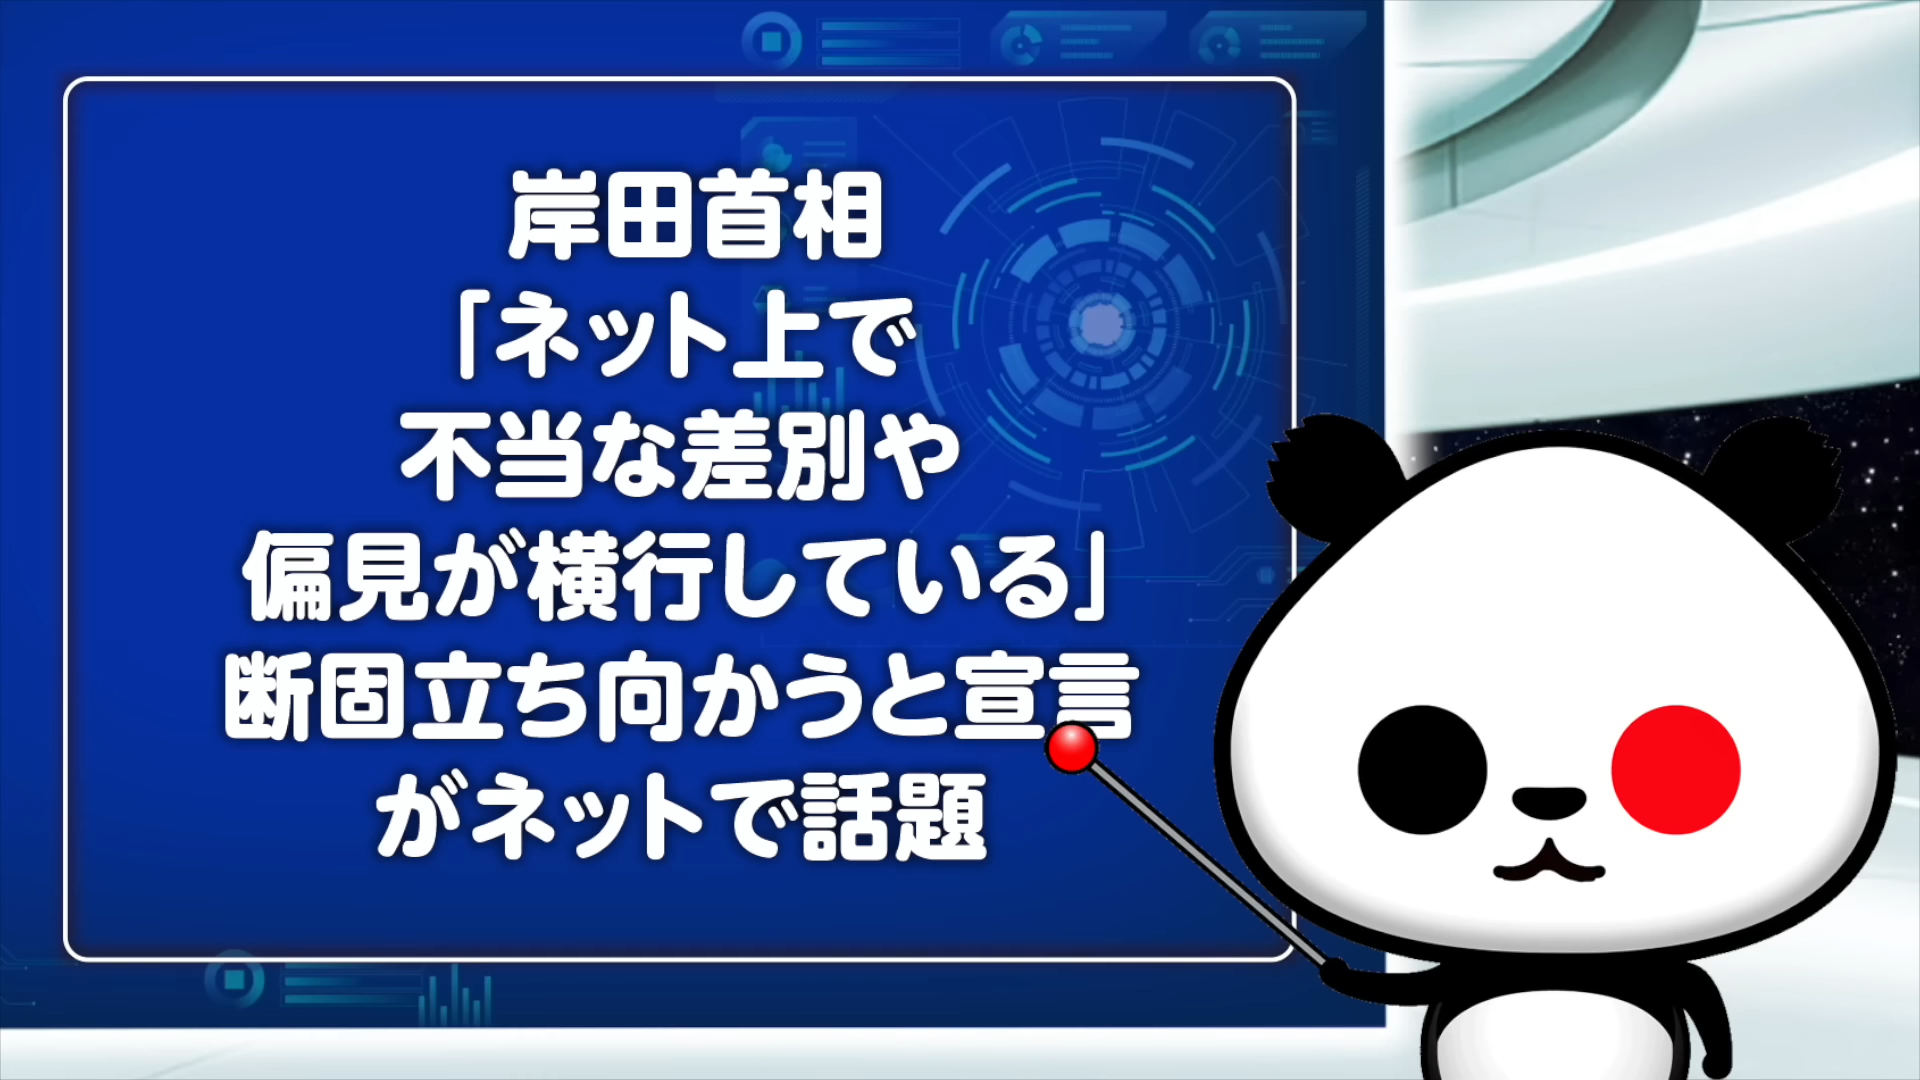 岸田首相
「ネット上で
不当な差別や
偏見が横行している」
断固立ち向かうと宣言
がネットで話題